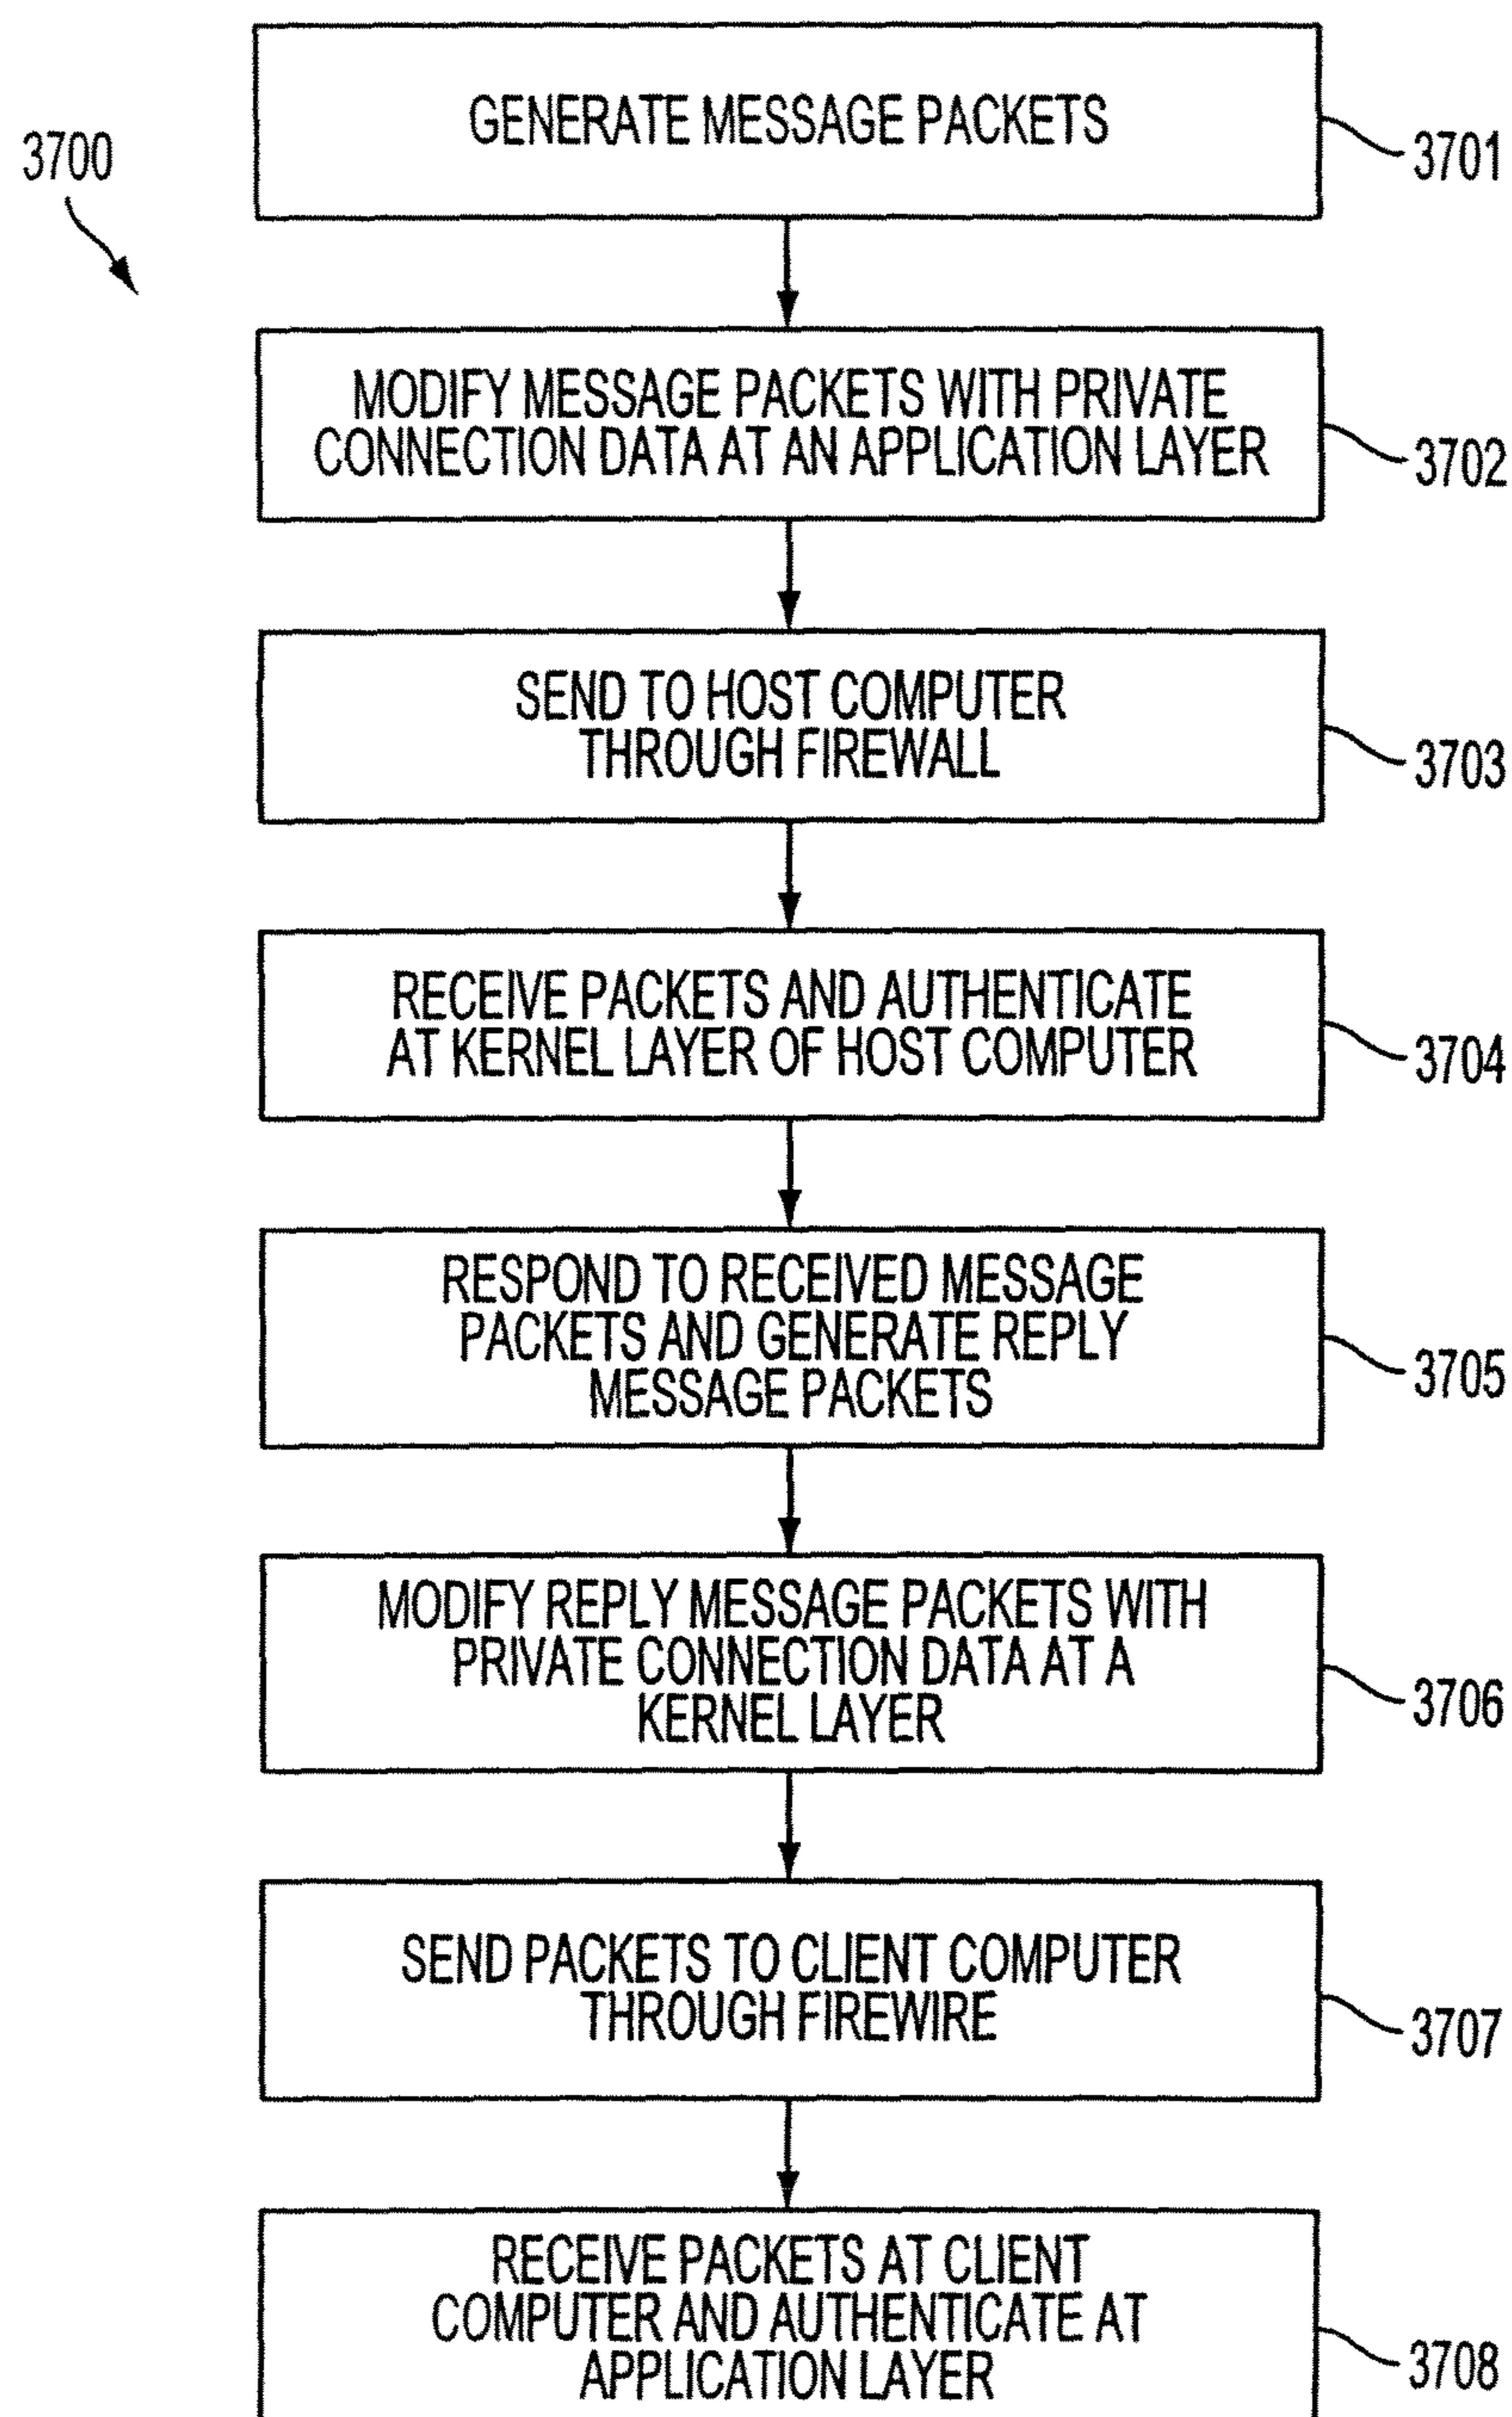 3700
GENERATE MESSAGE PACKETS
3701
MODIFY MESSAGE PACKETS WITH PRIVATE
CONNECTION DATA AT AN APPLICATION LAYER
3702
SEND TO HOST COMPUTER
THROUGH FIREWALL
3703
RECEIVE PACKETS AND AUTHENTICATE
AT KERNEL LAYER OF HOST COMPUTER
3704
RESPOND TO RECEIVED MESSAGE
PACKETS AND GENERATE REPLY
MESSAGE PACKETS
3705
MODIFY REPLY MESSAGE PACKETS WITH
PRIVATE CONNECTION DATA AT A
KERNEL LAYER
3706
SEND PACKETS TO CLIENT COMPUTER
THROUGH FIREWIRE
3707
RECEIVE PACKETS AT CLIENT
COMPUTER AND AUTHENTICATE AT
APPLICATION LAYER
3708